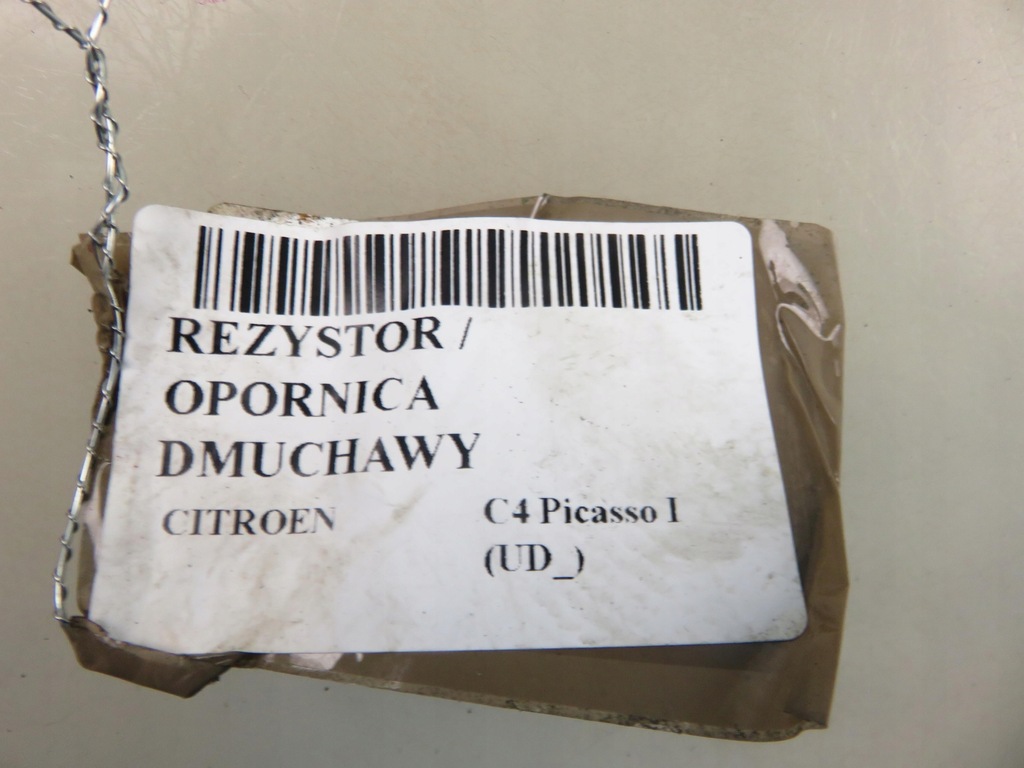 REZYSTOR /
OPORNICA
DMUCHAWY
CITROEN C4 Picasso I
(UD_)